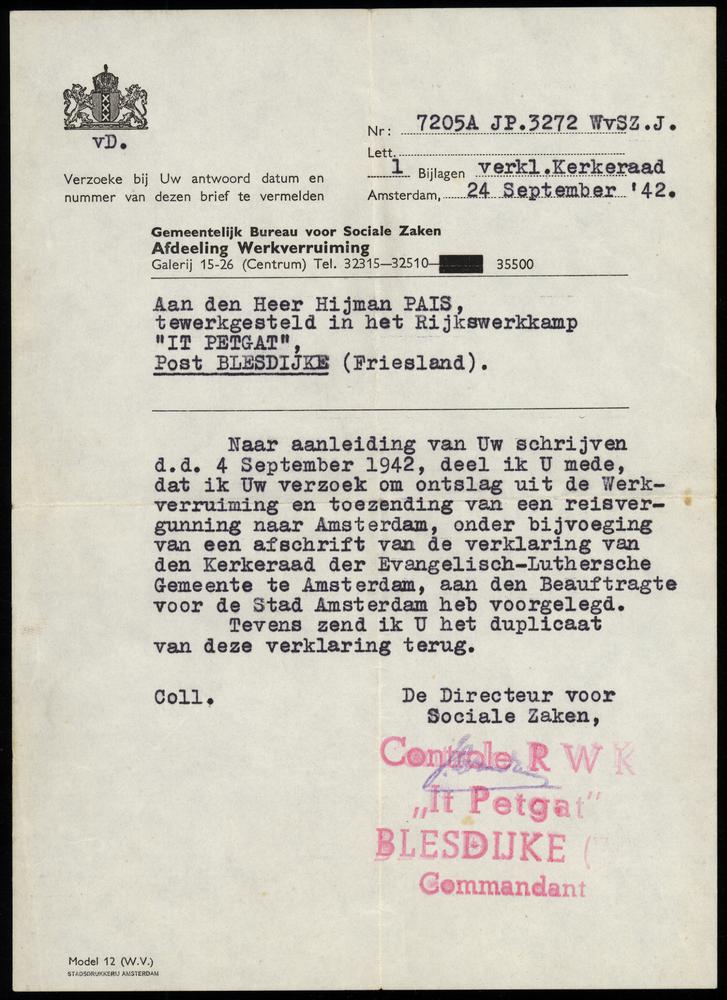 vD.
Nr: 7205A JP.3272 WvSZ.J.
Lett.
1 Bijlagen verkl.Kerkeraad
Amsterdam, 24 September '42.
Verzoeke bij Uw antwoord datum en
nummer van dezen brief te vermelden
Gemeentelijk Bureau voor Sociale Zaken
Afdeeling Werkverruiming
Galerij 15-26 (Centrum) Tel. 32315—32510— 35500
Aan den Heer Hijman PAIS,
tewerkgesteld in het Rijkswerkkamp
"IT PETGAT",
Post BLESDIJKE (Friesland).
Naar aanleiding van Uw schrijven
d.d. 4 September 1942, deel ik U mede,
dat ik Uw verzoek om ontslag uit de Werk-
verruiming en toezending van een reisver-
gunning naar Amsterdam, onder bijvoeging
van een afschrift van de verklaring van
den Kerkeraad der Evangelisch-Luthersche
Gemeente te Amsterdam, aan den Beauftragte
voor de Stad Amsterdam heb voorgelegd.
Tevens zend ik U het duplicaat
van deze verklaring terug.
Coll.
De Directeur voor
Sociale Zaken,
Controle R W K
„It Petgat"
BLESDIJKE (
Commandant
Model 12 (W.V.)
STADSDRUKKERIJ AMSTERDAM